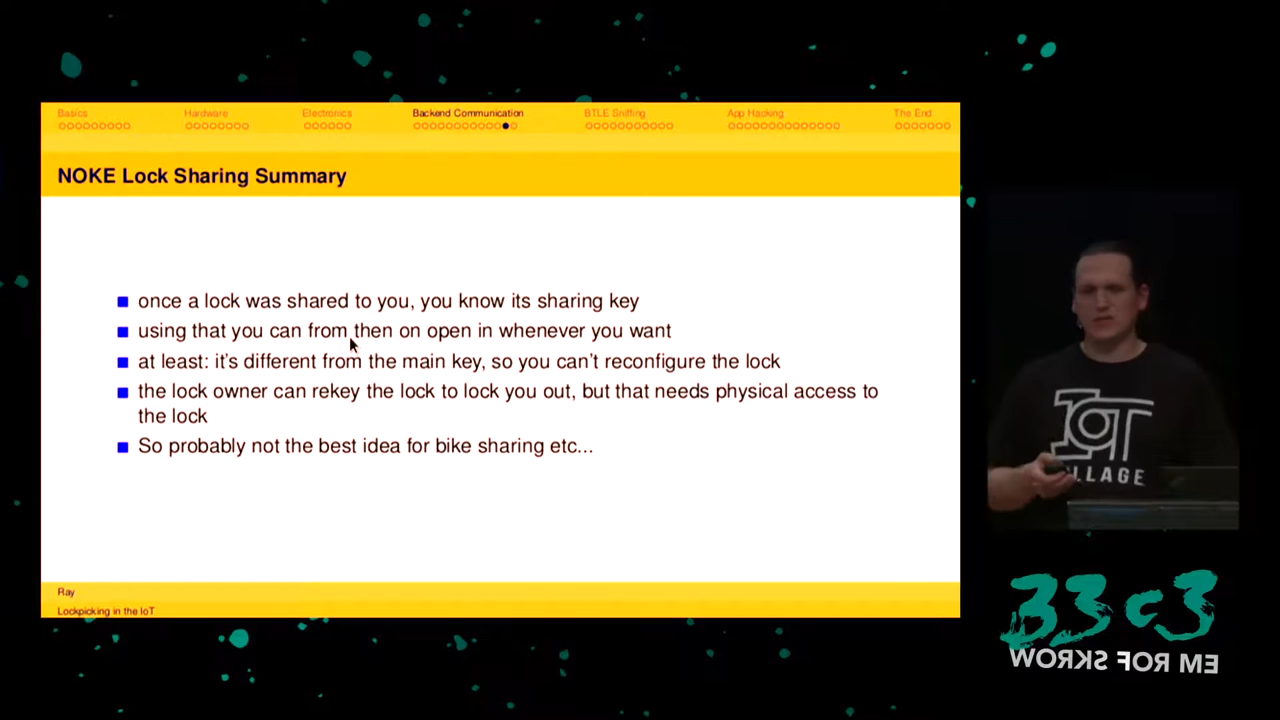 Basics
Hardware
Electronics
Backend Communication
BTLE Sniffing
App Hacking
The End
NOKE Lock Sharing Summary
once a lock was shared to you, you know its sharing key
using that you can from then on open in whenever you want
at least: it's different from the main key, so you can't reconfigure the lock
the lock owner can rekey the lock to lock you out, but that needs physical access to
the lock
So probably not the best idea for bike sharing etc...
Ray
Lockpicking in the IoT
IOT
VILLAGE
33c3
WORKS FOR ME